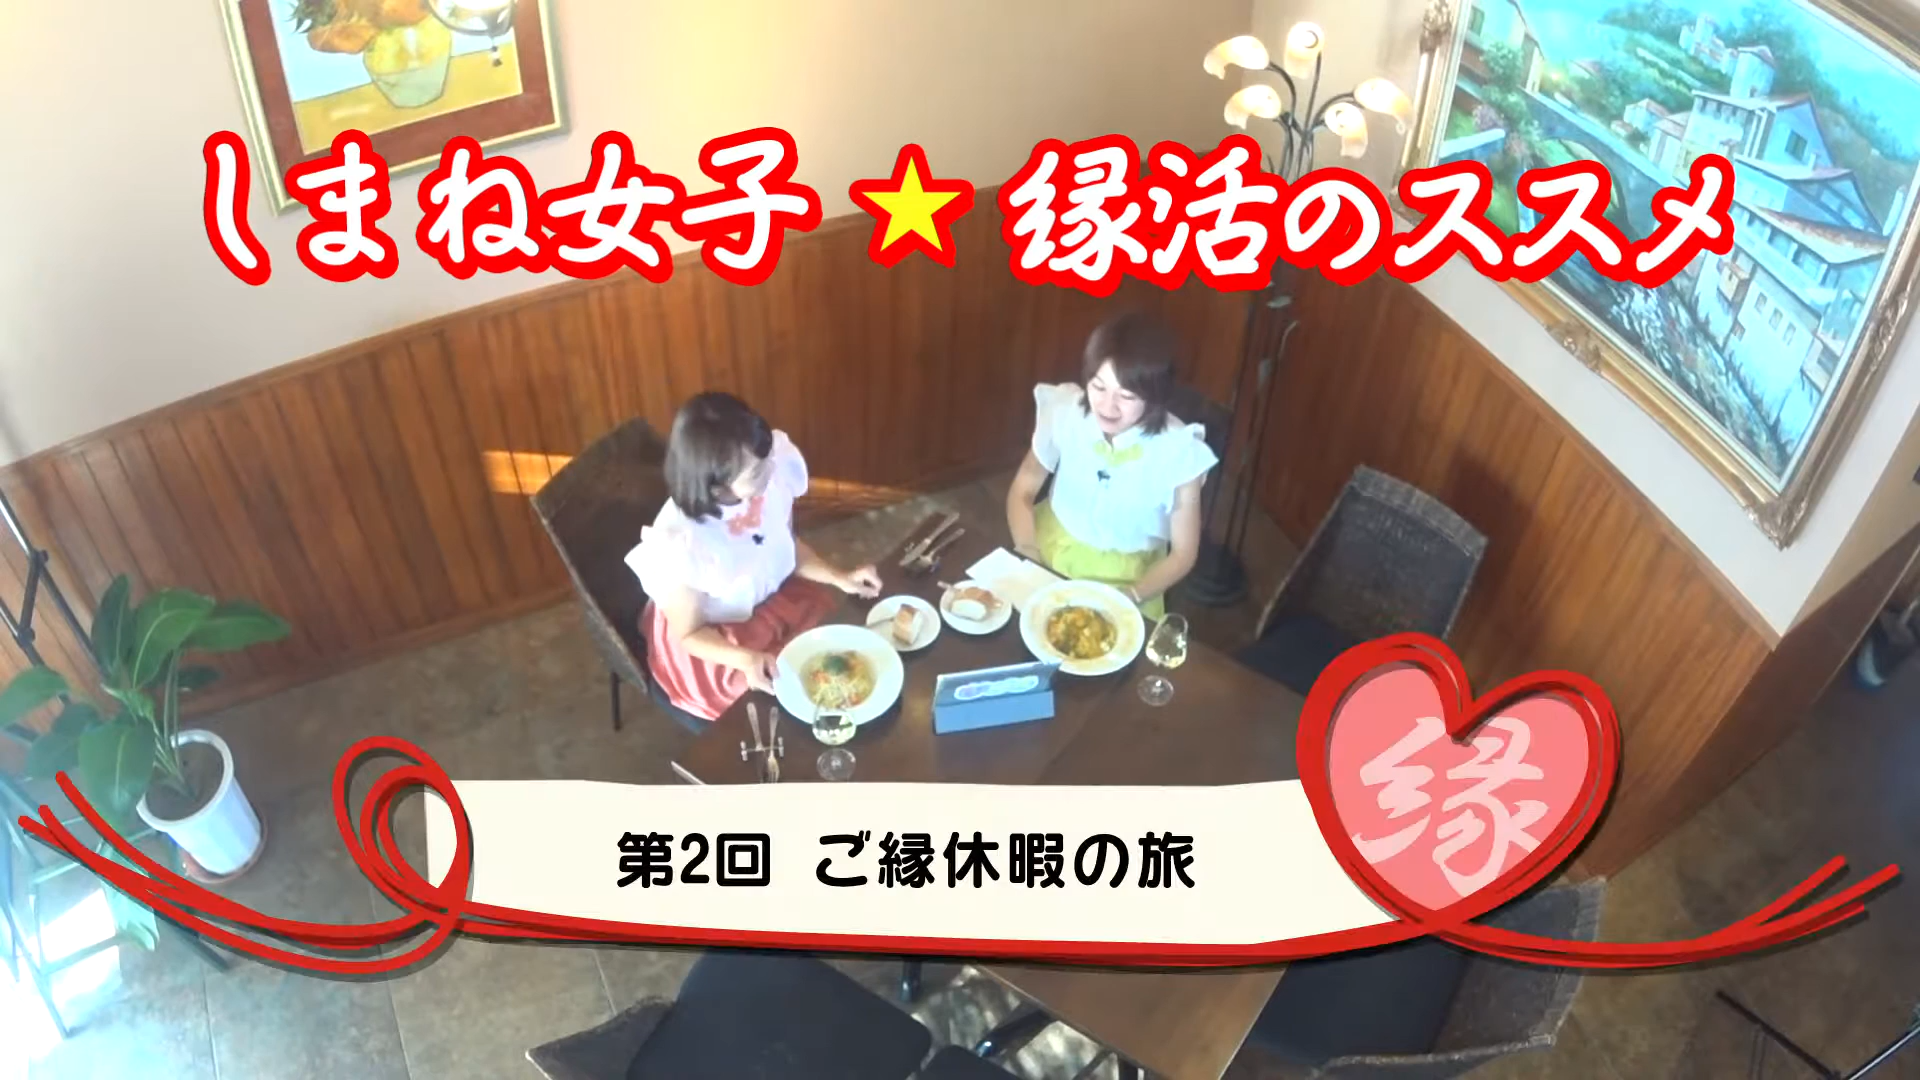 しまね女子★縁活のススメ
縁
第2回 ご縁休暇の旅